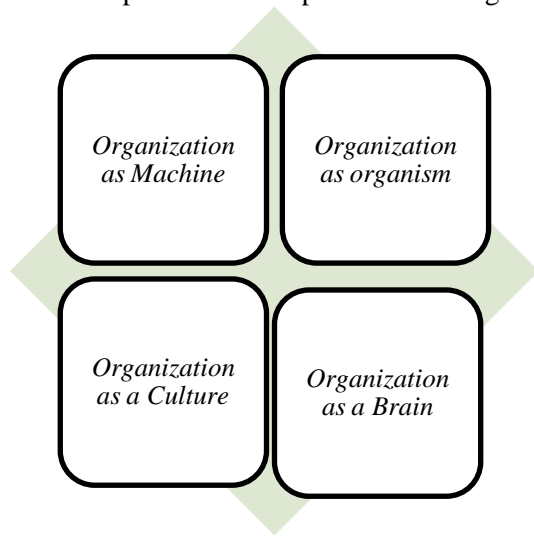 Organization
as Machine
Organization
as organism
Organization
as a Culture
Organization
as a Brain